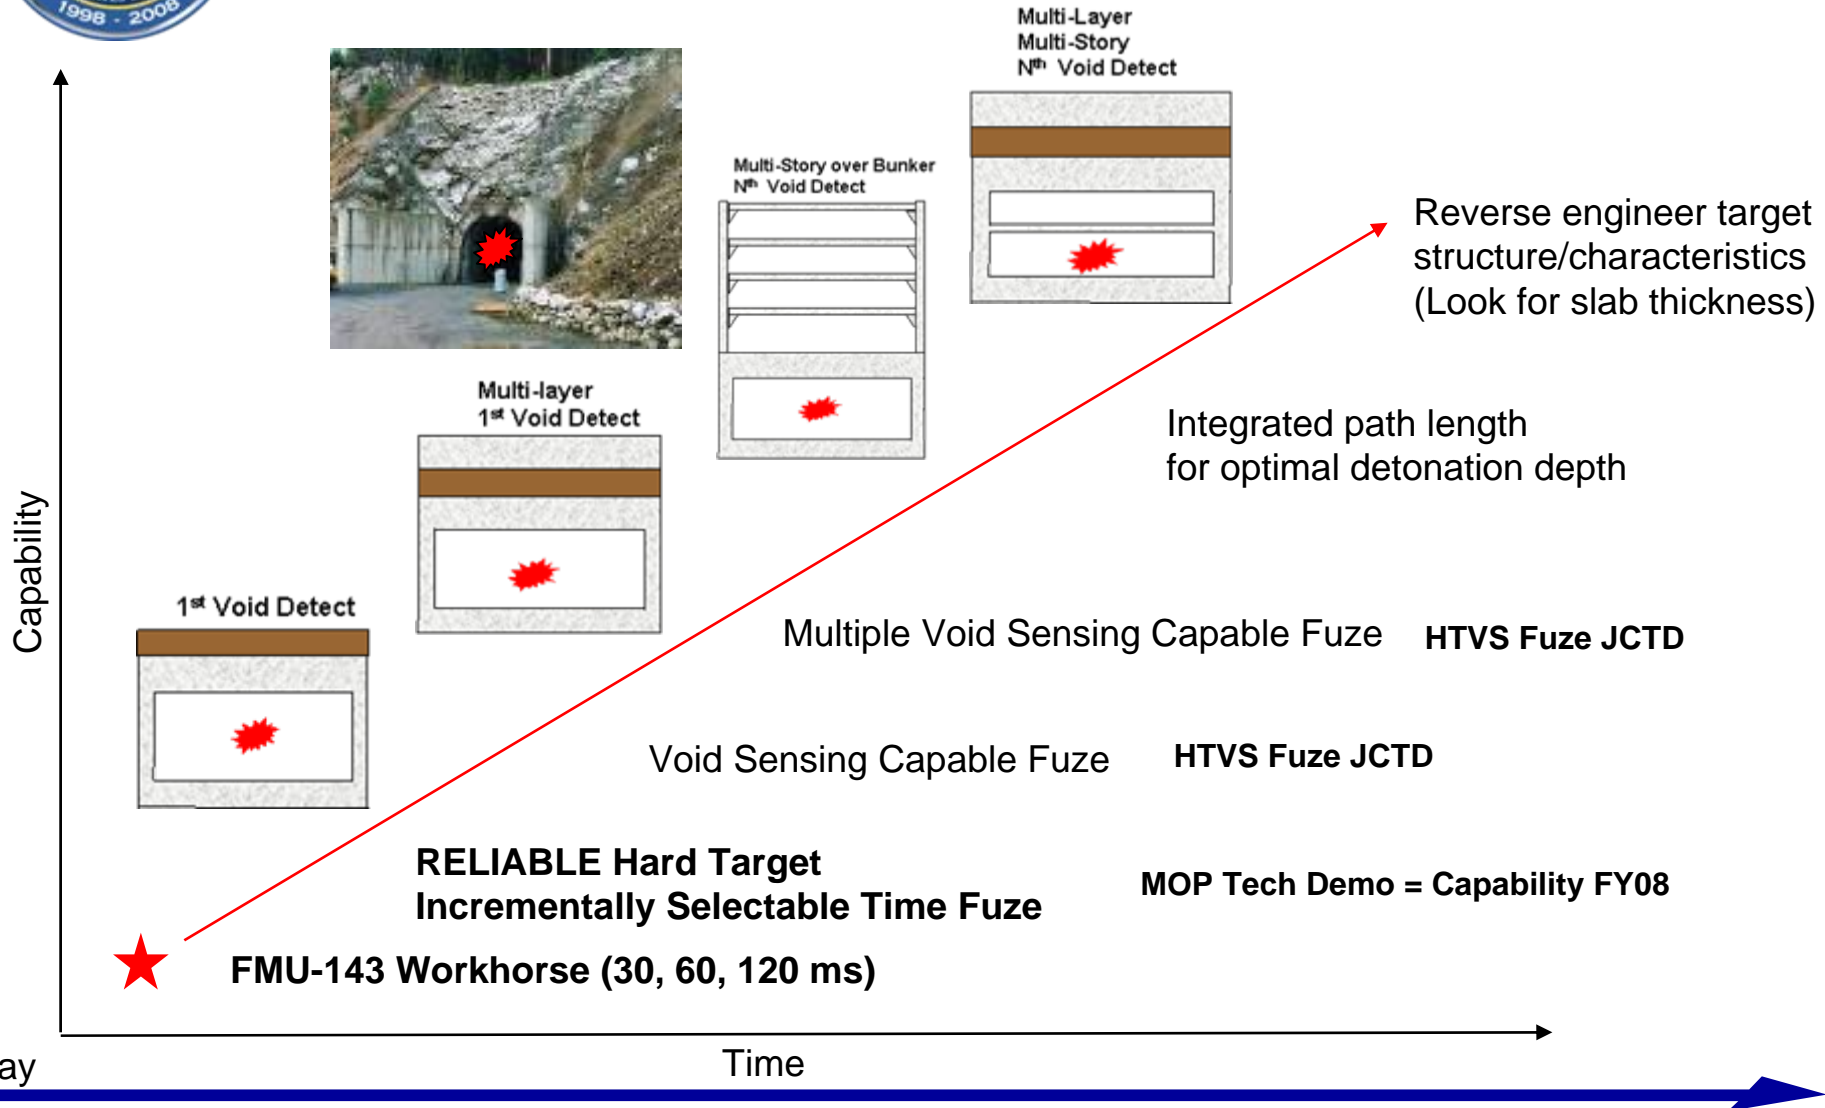 1998 - 2008
Multi-Layer
Multi-Story
Nth Void Detect
Multi-Story over Bunker
Nth Void Detect
Reverse engineer target
structure/characteristics
(Look for slab thickness)
Multi-layer
1st Void Detect
Integrated path length
for optimal detonation depth
Capability
1st Void Detect
Multiple Void Sensing Capable Fuze HTVS Fuze JCTD
Void Sensing Capable Fuze HTVS Fuze JCTD
RELIABLE Hard Target
Incrementally Selectable Time Fuze
MOP Tech Demo = Capability FY08
FMU-143 Workhorse (30, 60, 120 ms)
Time
ay